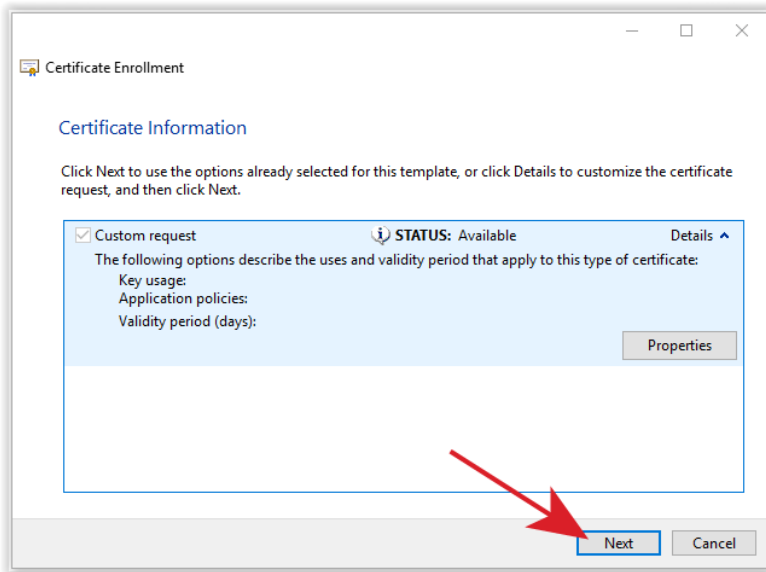 Certificate Enrollment
Certificate Information
Click Next to use the options already selected for this template, or click Details to customize the certificate
request, and then click Next.
Custom request STATUS: Available Details
The following options describe the uses and validity period that apply to this type of certificate:
Key usage:
Application policies:
Validity period (days):
Properties
Next Cancel